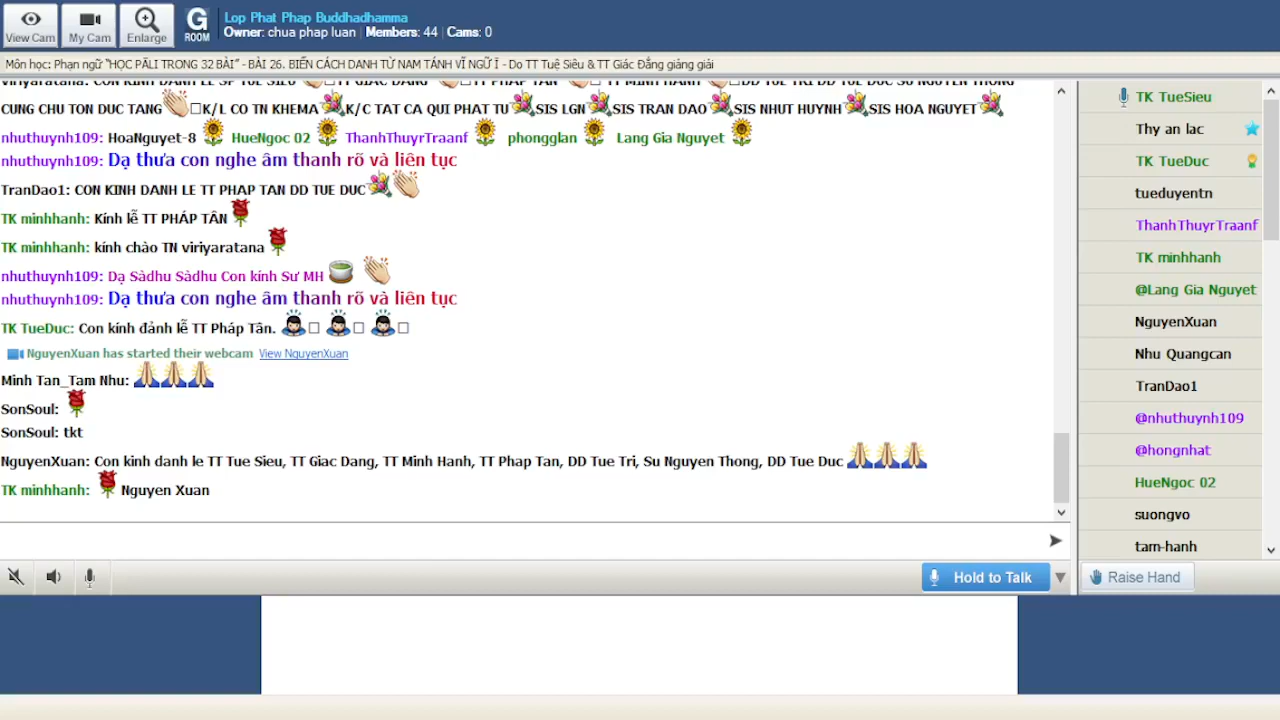 View Cam
My Cam
Enlarge
G
ROOM
Lop Phat Phap Buddhadhamma
Owner: chua phap luan | Members: 44 | Cams: 0
Môn học: Phạn ngữ "HỌC PĀLI TRONG 32 BÀI" - BÀI 26. BIẾN CÁCH DANH TỪ NAM TÁNH VĨ NGỮ Ī - Do TT Tuệ Siêu & TT Giác Đẳng giảng giải
CUNG CHU TON DUC TANG K/L CO TN KHEMA K/C TAT CA QUI PHAT TU SIS LGN SIS TRAN DAO SIS NHUT HUYNH SIS HOA NGUYET
nhuthuynh109: HoaNguyet-8 HueNgoc 02 ThanhThuyrTraanf phongglan Lang Gia Nguyet
nhuthuynh109: Dạ thưa con nghe âm thanh rõ và liên tục
TranDao1: CON KINH DANH LE TT PHAP TAN DD TUE DUC
TK minhhanh: Kính lễ TT PHÁP TÂN
TK minhhanh: kính chào TN viriyaratana
nhuthuynh109: Dạ Sàdhu Sàdhu Con kính Sư MH
nhuthuynh109: Dạ thưa con nghe âm thanh rõ và liên tục
TK TueDuc: Con kính đảnh lễ TT Pháp Tân.
NguyenXuan has started their webcam View NguyenXuan
Minh Tan_Tam Nhu:
SonSoul:
SonSoul: tkt
NguyenXuan: Con kinh danh le TT Tue Sieu, TT Giac Dang, TT Minh Hanh, TT Phap Tan, DD Tue Tri, Su Nguyen Thong, DD Tue Duc
TK minhhanh: Nguyen Xuan
Hold to Talk
TK TueSieu
Thy an lac
TK TueDuc
tueduyentn
ThanhThuyrTraanf
TK minhhanh
@Lang Gia Nguyet
NguyenXuan
Nhu Quangcan
TranDao1
@nhuthuynh109
@hongnhat
HueNgoc 02
suongvo
tam-hanh
Raise Hand